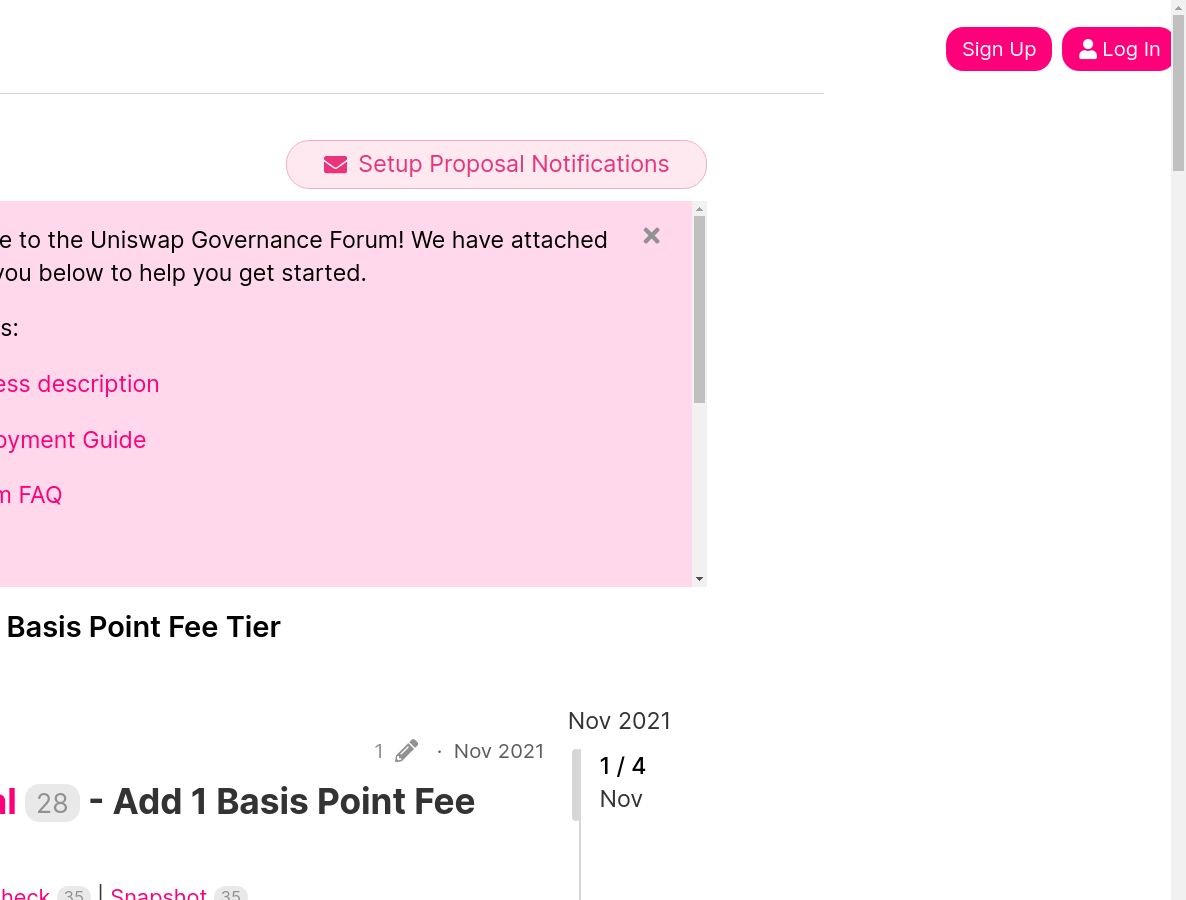 Sign Up
Log In
Setup Proposal Notifications
e to the Uniswap Governance Forum! We have attached
you below to help you get started.
s:
ess description
oyment Guide
m FAQ
Basis Point Fee Tier
Nov 2021
1 · Nov 2021
1 / 4
Nov
al 28 - Add 1 Basis Point Fee
heck 35 | Snapshot 35